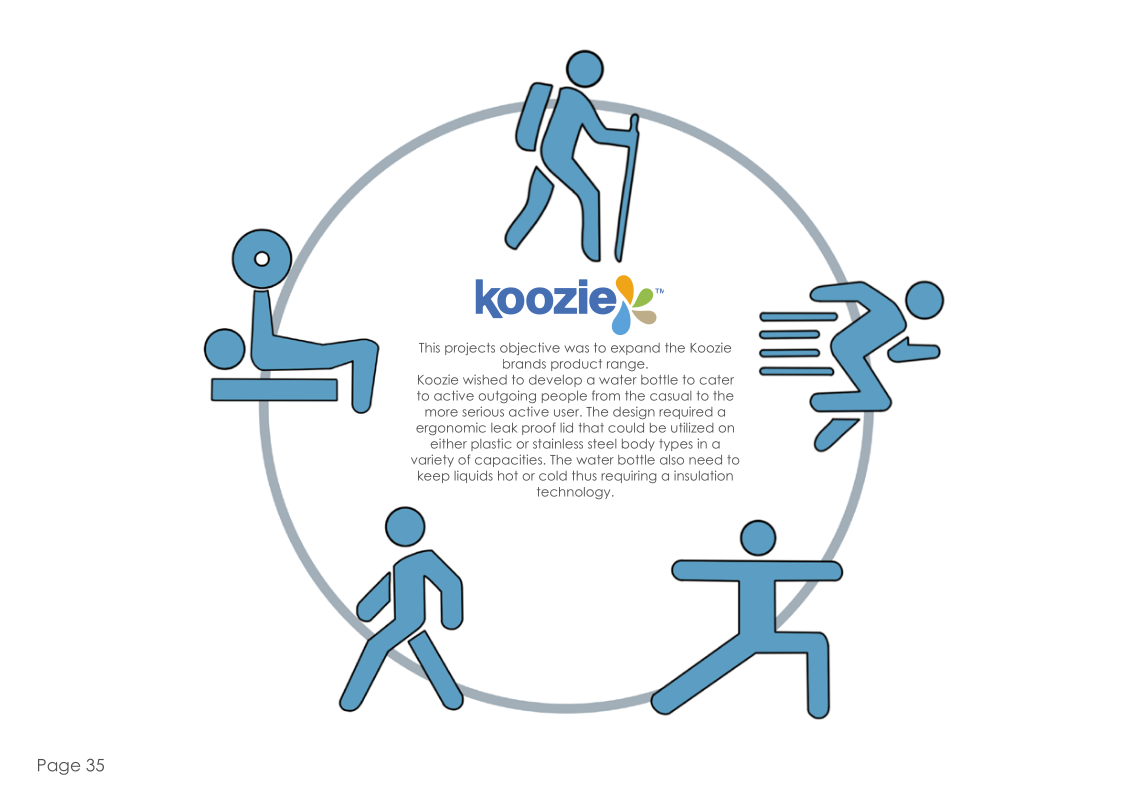 koozie™
This projects objective was to expand the Koozie
brands product range.
Koozie wished to develop a water bottle to cater
to active outgoing people from the casual to the
more serious active user. The design required a
ergonomic leak proof lid that could be utilized on
either plastic or stainless steel body types in a
variety of capacities. The water bottle also need to
keep liquids hot or cold thus requiring a insulation
technology.
Page 35